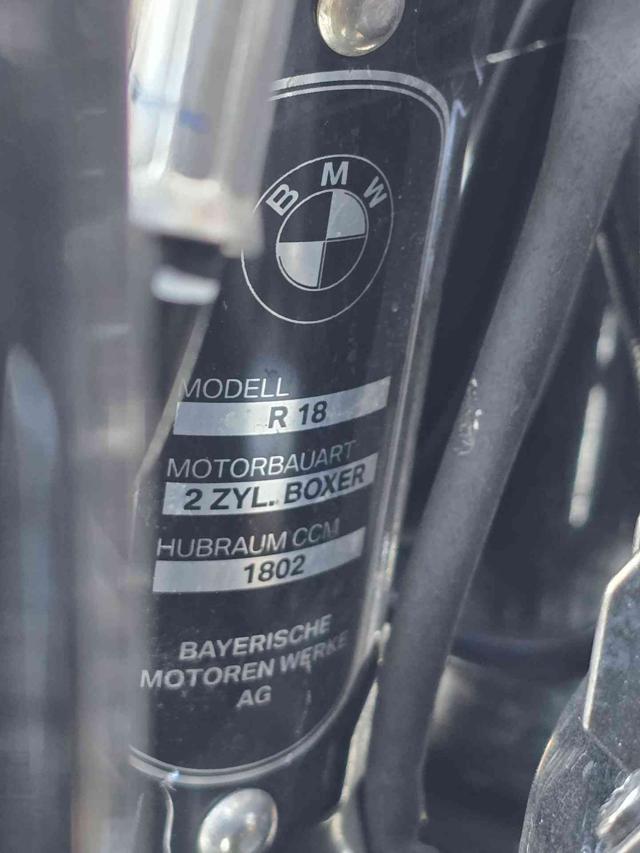 BMW
MODELL
R 18
MOTORBAUART
2 ZYL. BOXER
HUBRAUM CCM
1802
BAYERISCHE
MOTOREN WERKE
AG